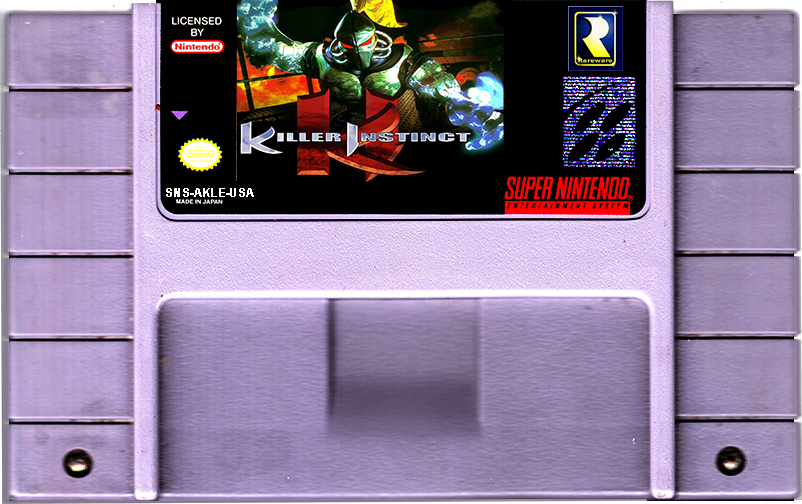 LICENSED
BY
Nintendo
Rareware
KILLER INSTINCT
SNS-AKLE-USA
MADE IN JAPAN
SUPER NINTENDO
ENTERTAINMENT SYSTEM